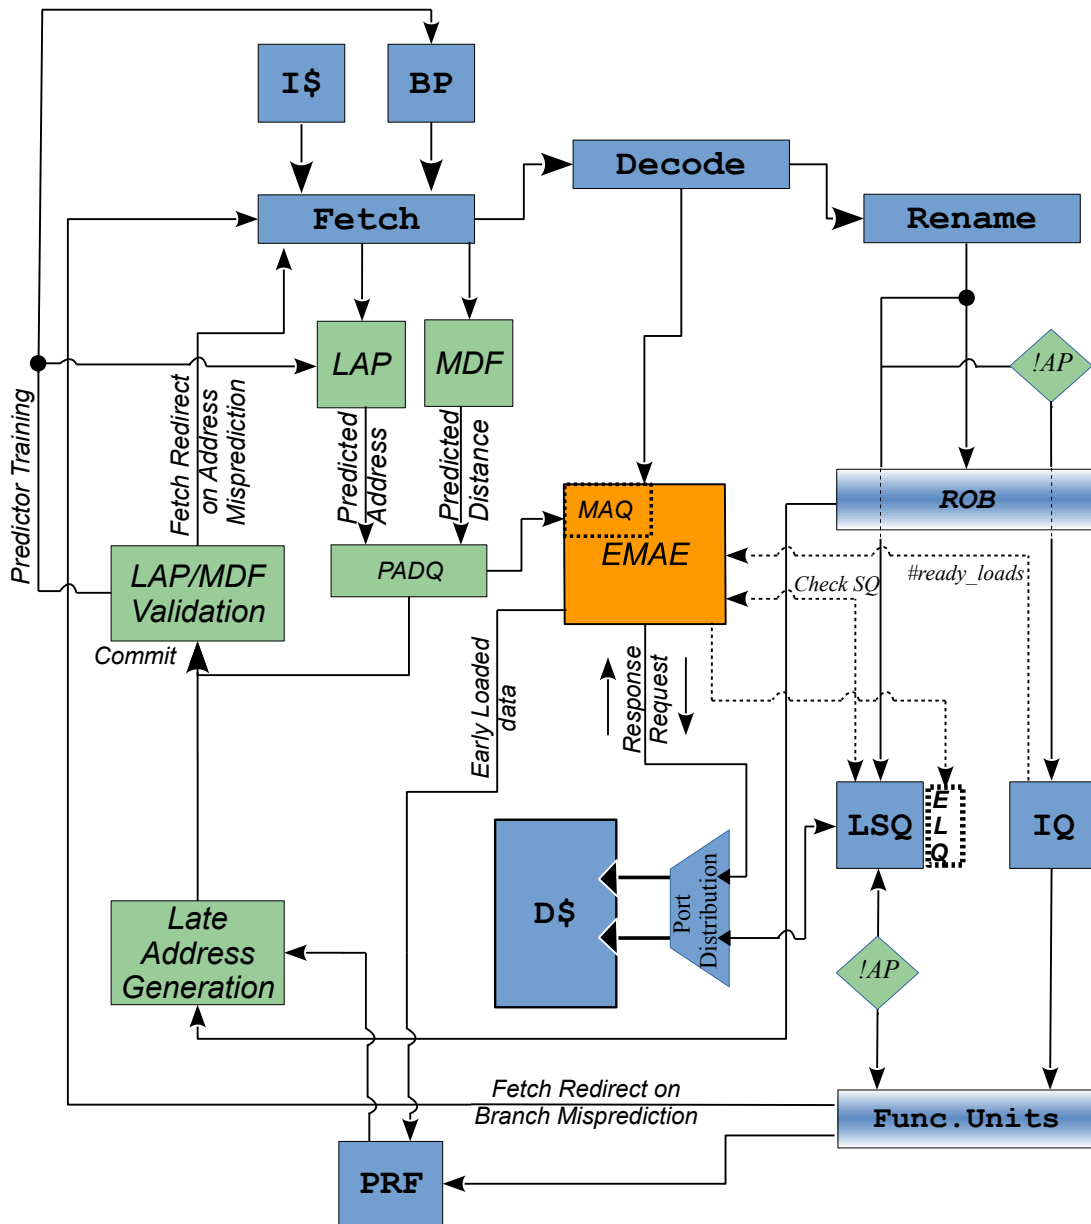 I$
BP
Decode
Fetch
Rename
LAP
MDF
!AP
Predictor Training
Fetch Redirect
on Address
Misprediction
Predicted
Address
Predicted
Distance
ROB
MAQ
EMAE
PADQ
#ready_loads
Check SQ
LAP/MDF
Validation
Commit
Early Loaded
data
Response
Request
LSQ
E
L
Q
IQ
D$
Port
Distribution
Late
Address
Generation
!AP
Fetch Redirect on
Branch Misprediction
Func.Units
PRF